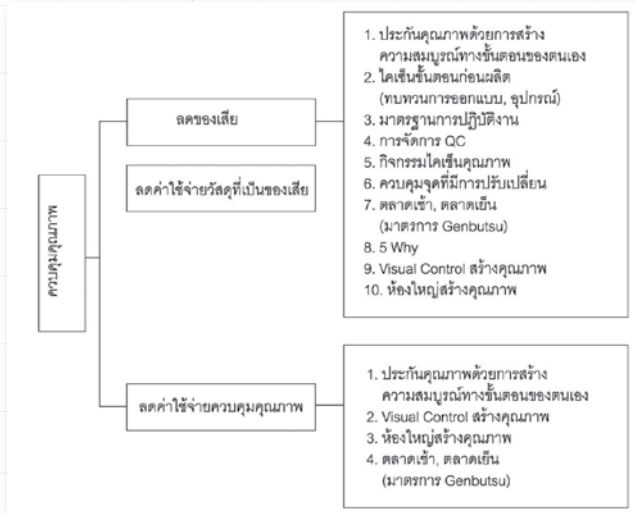 ควบคุมคุณภาพ
ลดของเสีย
ลดค่าใช้จ่ายวัสดุที่เป็นของเสีย
1. ประกันคุณภาพด้วยการสร้าง
ความสมบูรณ์ทางขั้นตอนของตนเอง
2. ไคเซ็นขั้นตอนก่อนผลิต
(ทบทวนการออกแบบ, อุปกรณ์)
3. มาตรฐานการปฏิบัติงาน
4. การจัดการ QC
5. กิจกรรมไคเซ็นคุณภาพ
6. ควบคุมจุดที่มีการปรับเปลี่ยน
7. ตลาดเช้า, ตลาดเย็น
(มาตรการ Genbutsu)
8. 5 Why
9. Visual Control สร้างคุณภาพ
10. ห้องใหญ่สร้างคุณภาพ
ลดค่าใช้จ่ายควบคุมคุณภาพ
1. ประกันคุณภาพด้วยการสร้าง
ความสมบูรณ์ทางขั้นตอนของตนเอง
2. Visual Control สร้างคุณภาพ
3. ห้องใหญ่สร้างคุณภาพ
4. ตลาดเช้า, ตลาดเย็น
(มาตรการ Genbutsu)